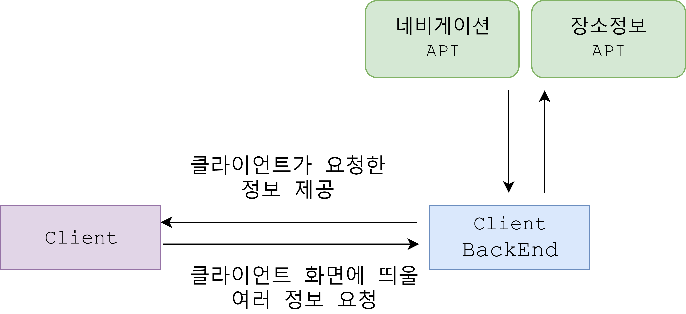 네비게이션
API
장소정보
API
클라이언트가 요청한
정보 제공
Client
Client
BackEnd
클라이언트 화면에 띄울
여러 정보 요청